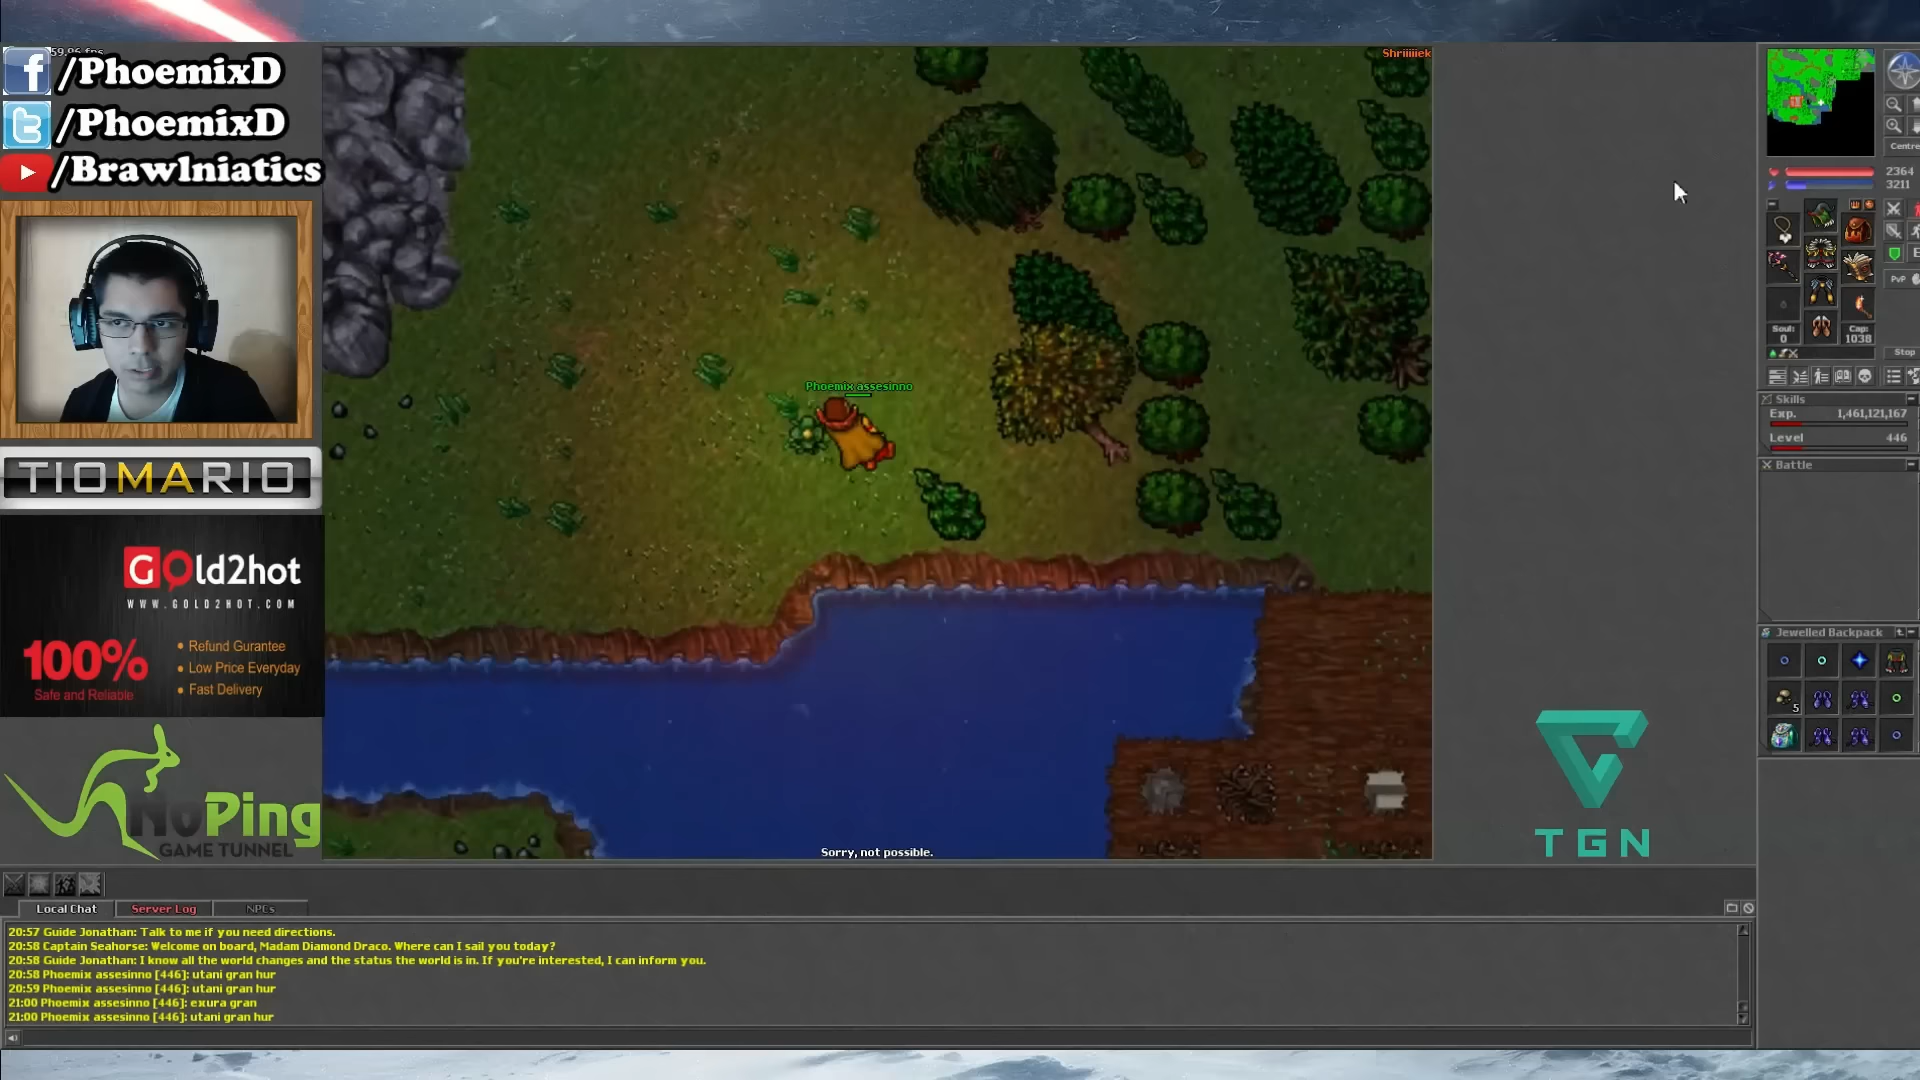 59.96 fps
/PhoemixD
/PhoemixD
/Brawlniatics
TIOMARIO
Gold2hot
WWW.GOLD2HOT.COM
100%
Safe and Reliable
• Refund Gurantee
• Low Price Everyday
• Fast Delivery
NoPing
GAME TUNNEL
Shriiiiiek
Phoemix assesinno
Sorry, not possible.
TGN
Centre
2364
3211
PvP
Soul:
0
Cap:
1038
Stop
Skills
Exp. 1,461,121,167
Level 446
Battle
Jewelled Backpack
5
Local Chat
Server Log
NPCs
20:57 Guide Jonathan: Talk to me if you need directions.
20:58 Captain Seahorse: Welcome on board, Madam Diamond Draco. Where can I sail you today?
20:58 Guide Jonathan: I know all the world changes and the status the world is in. If you're interested, I can inform you.
20:58 Phoemix assesinno [446]: utani gran hur
20:59 Phoemix assesinno [446]: utani gran hur
21:00 Phoemix assesinno [446]: exura gran
21:00 Phoemix assesinno [446]: utani gran hur